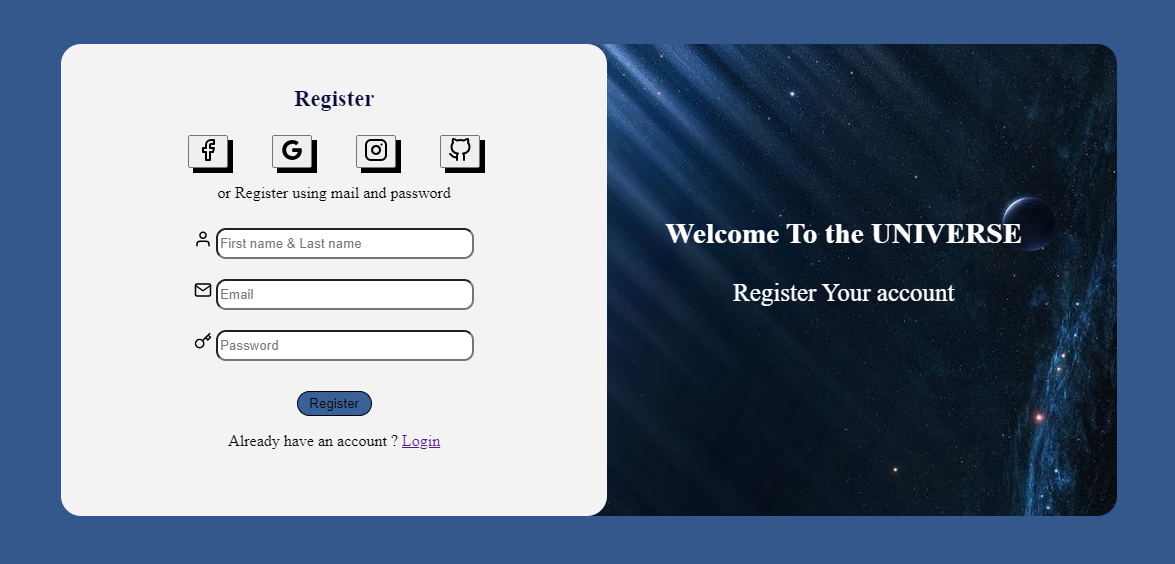 Register
or Register using mail and password
First name & Last name
Email
Password
Register
Already have an account ? Login
Welcome To the UNIVERSE
Register Your account